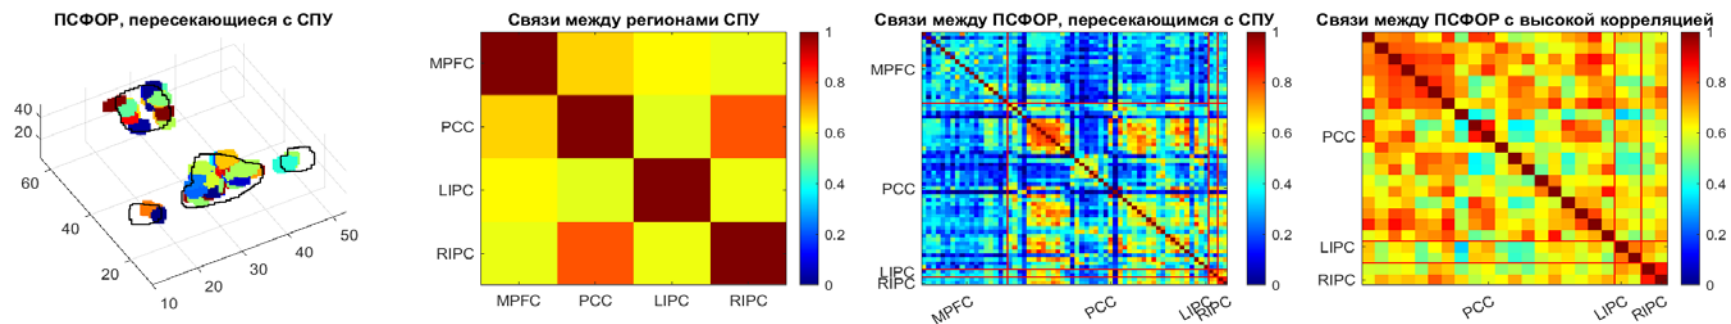 ПСФОР, пересекающиеся с СПУ
40
20
60
40
20
10
20
30
40
50
Связи между регионами СПУ
MPFC
PCC
LIPC
RIPC
MPFC
PCC
LIPC
RIPC
1
0.8
0.6
0.4
0.2
0
Связи между ПСФОР, пересекающимся с СПУ
MPFC
PCC
LIPC
RIPC
MPFC
PCC
LIPC
RIPC
1
0.8
0.6
0.4
0.2
0
Связи между ПСФОР с высокой корреляцией
PCC
LIPC
RIPC
PCC
LIPC
RIPC
1
0.8
0.6
0.4
0.2
0